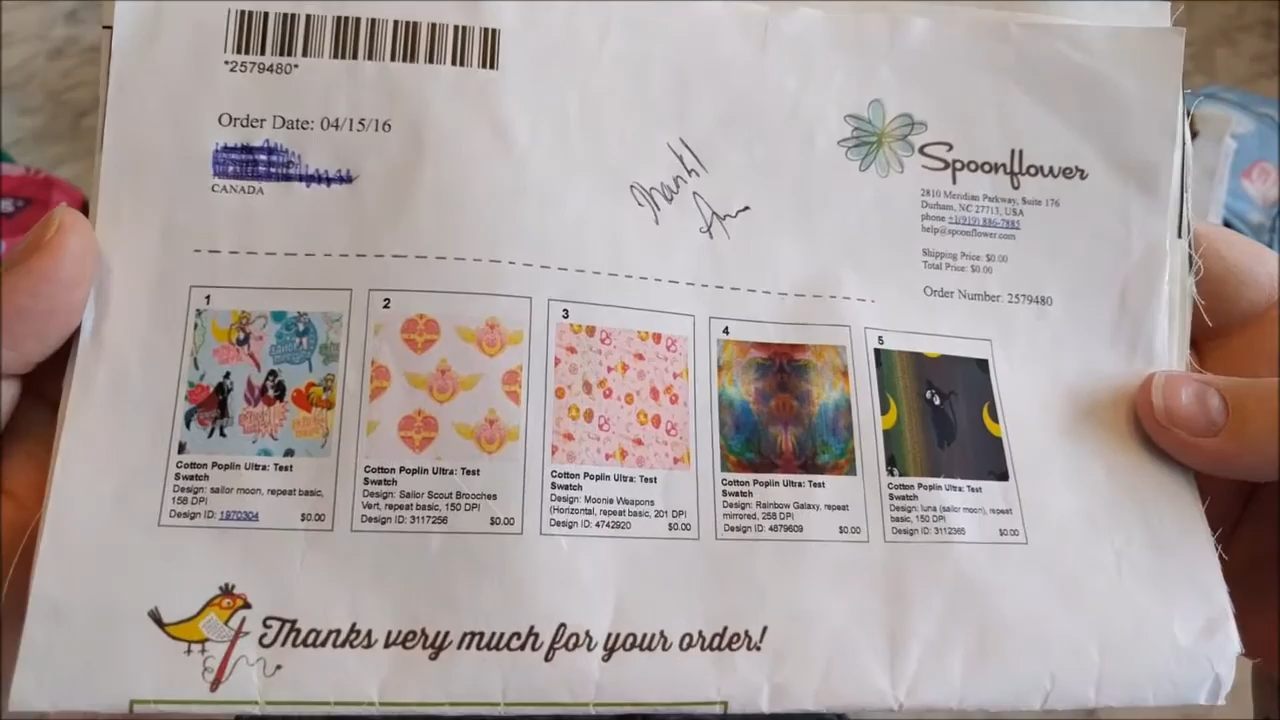 *2579480*
Order Date: 04/15/16
CANADA
Thanks!
Spoonflower
2810 Meridian Parkway, Suite 176
Durham, NC 27713, USA
phone +1(919) 886-7885
help@spoonflower.com
Shipping Price: $0.00
Total Price: $0.00
Order Number: 2579480
1
Cotton Poplin Ultra: Test
Swatch
Design: sailor moon, repeat basic,
158 DPI
Design ID: 1970304 $0.00
2
Cotton Poplin Ultra: Test
Swatch
Design: Sailor Scout Brooches
Vert, repeat basic, 150 DPI
Design ID: 3117256 $0.00
3
Cotton Poplin Ultra: Test
Swatch
Design: Moonie Weapons
(Horizontal, repeat basic, 201 DPI
Design ID: 4742920 $0.00
4
Cotton Poplin Ultra: Test
Swatch
Design: Rainbow Galaxy, repeat
mirrored, 258 DPI
Design ID: 4879609 $0.00
5
Cotton Poplin Ultra: Test
Swatch
Design: luna (sailor moon), repeat
basic, 150 DPI
Design ID: 3112365 $0.00
Thanks very much for your order!